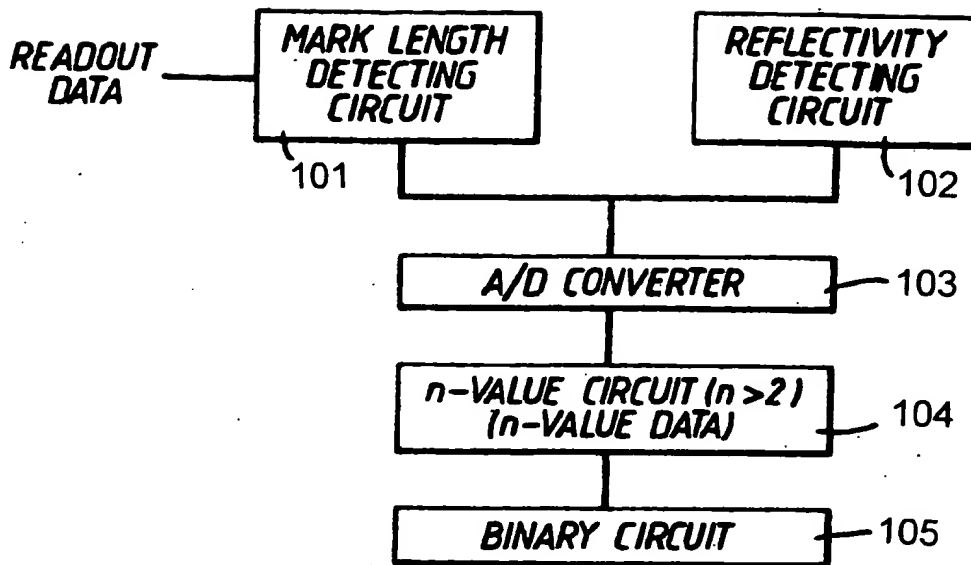 READOUT
DATA
MARK LENGTH
DETECTING
CIRCUIT
101
REFLECTIVITY
DETECTING
CIRCUIT
102
A/D CONVERTER
103
n-VALUE CIRCUIT (n>2)
(n-VALUE DATA)
104
BINARY CIRCUIT
105